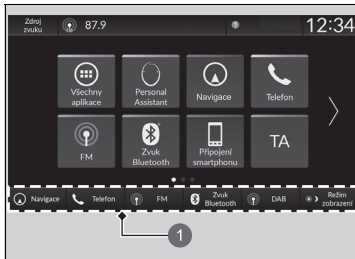 Zdroj
zvuku
87.9
12:34
Všechny
aplikace
Personal
Assistant
Navigace
Telefon
FM
Zvuk
Bluetooth
Připojení
smartphonu
TA
Navigace
Telefon
FM
Zvuk
Bluetooth
DAB
Režim
zobrazení
1